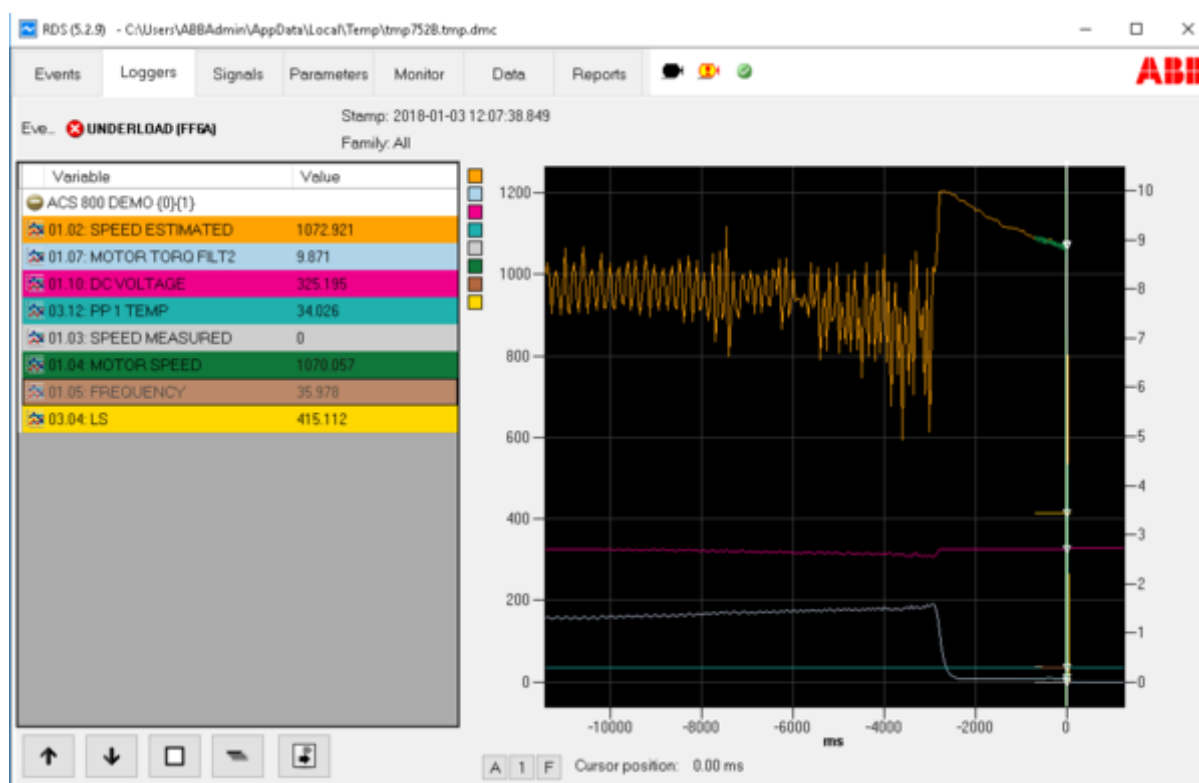 RDS (5.2.9) - C:\Users\ABBAdmin\AppData\Local\Temp\tmp752B.tmp.dmc
Events Loggers Signals Parameters Monitor Data Reports ABB
Eve... UNDERLOAD (FF6A) Stamp: 2018-01-03 12:07:38.849
Family: All
Variable Value
ACS 800 DEMO {0}{1}
01.02: SPEED ESTIMATED 1072.921
01.07: MOTOR TORQ FILT2 9.871
01.10: DC VOLTAGE 325.195
03.12: PP 1 TEMP 34.026
01.03: SPEED MEASURED 0
01.04: MOTOR SPEED 1070.057
01.05: FREQUENCY 35.978
03.04: LS 415.112
1200 10
9
1000
8
7
800
6
600 5
4
400
3
2
200
1
0 0
-10000 -8000 -6000 -4000 -2000 0
ms
A 1 F Cursor position: 0.00 ms